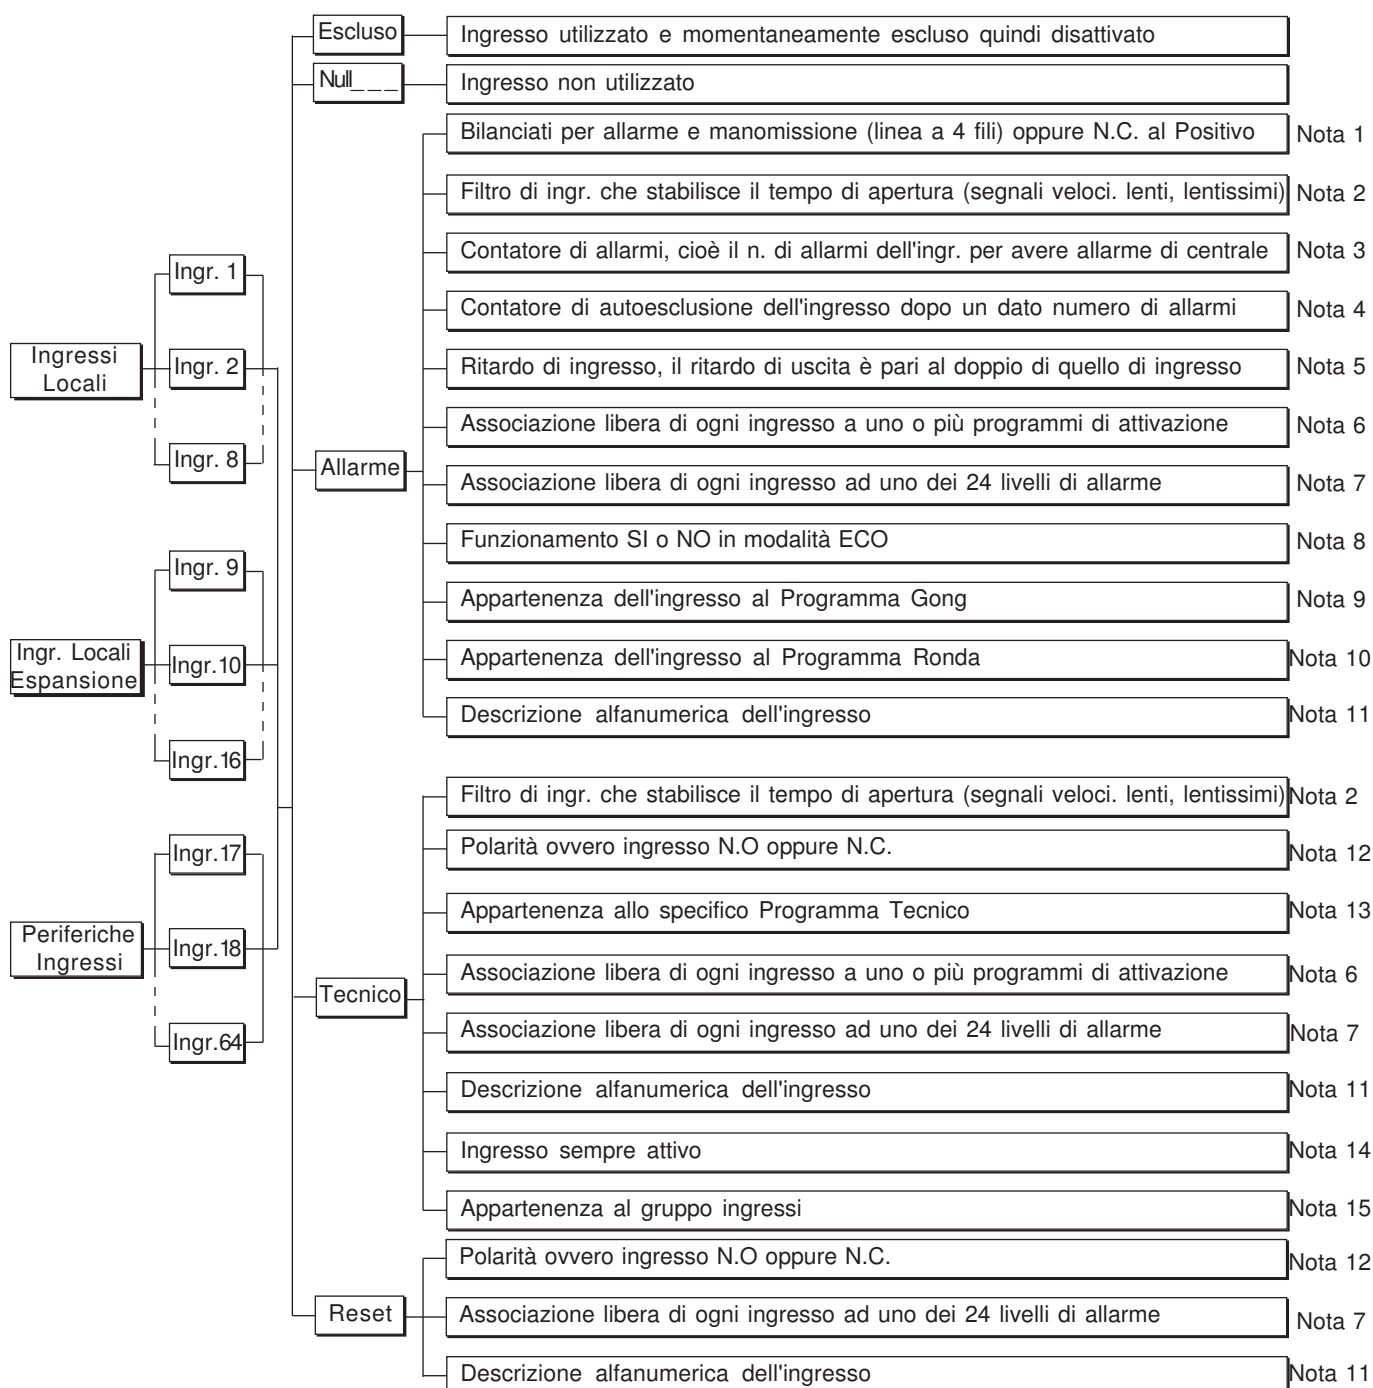 Escluso
Ingresso utilizzato e momentaneamente escluso quindi disattivato
Null_ _ _
Ingresso non utilizzato
Bilanciati per allarme e manomissione (linea a 4 fili) oppure N.C. al Positivo
Nota 1
Filtro di ingr. che stabilisce il tempo di apertura (segnali veloci. lenti, lentissimi)
Nota 2
Contatore di allarmi, cioè il n. di allarmi dell'ingr. per avere allarme di centrale
Nota 3
Contatore di autoesclusione dell'ingresso dopo un dato numero di allarmi
Nota 4
Ritardo di ingresso, il ritardo di uscita è pari al doppio di quello di ingresso
Nota 5
Associazione libera di ogni ingresso a uno o più programmi di attivazione
Nota 6
Allarme
Associazione libera di ogni ingresso ad uno dei 24 livelli di allarme
Nota 7
Funzionamento SI o NO in modalità ECO
Nota 8
Appartenenza dell'ingresso al Programma Gong
Nota 9
Appartenenza dell'ingresso al Programma Ronda
Nota 10
Descrizione alfanumerica dell'ingresso
Nota 11
Ingressi
Locali
Ingr. 1
Ingr. 2
Ingr. 8
Ingr. Locali
Espansione
Ingr. 9
Ingr.10
Ingr.16
Periferiche
Ingressi
Ingr.17
Ingr.18
Ingr.64
Filtro di ingr. che stabilisce il tempo di apertura (segnali veloci. lenti, lentissimi)
Nota 2
Polarità ovvero ingresso N.O oppure N.C.
Nota 12
Appartenenza allo specifico Programma Tecnico
Nota 13
Associazione libera di ogni ingresso a uno o più programmi di attivazione
Nota 6
Tecnico
Associazione libera di ogni ingresso ad uno dei 24 livelli di allarme
Nota 7
Descrizione alfanumerica dell'ingresso
Nota 11
Ingresso sempre attivo
Nota 14
Appartenenza al gruppo ingressi
Nota 15
Polarità ovvero ingresso N.O oppure N.C.
Nota 12
Reset
Associazione libera di ogni ingresso ad uno dei 24 livelli di allarme
Nota 7
Descrizione alfanumerica dell'ingresso
Nota 11